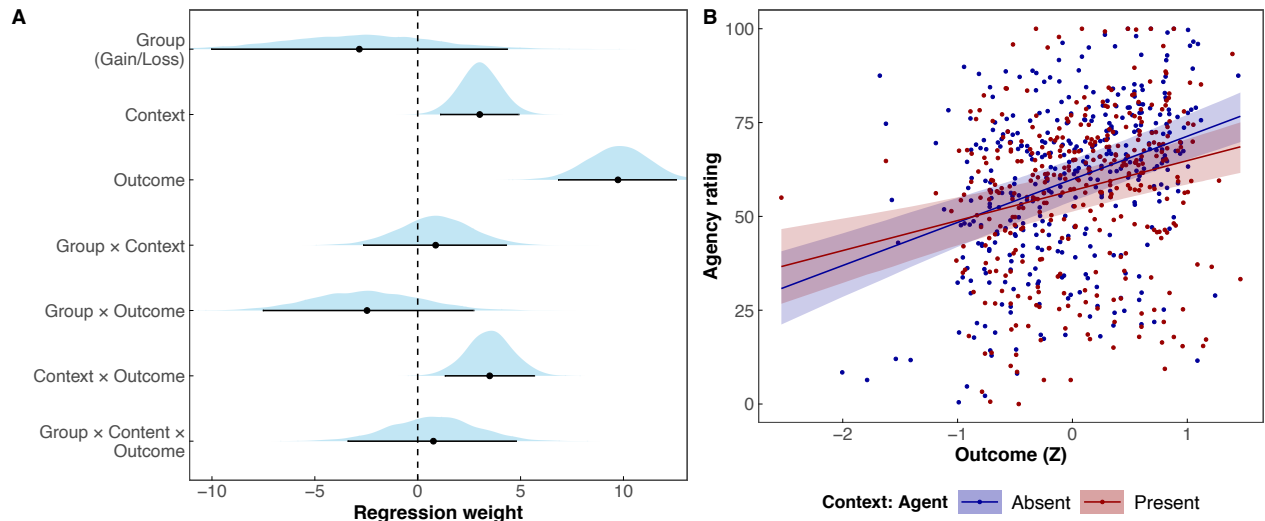 A
Group
(Gain/Loss)
Context
Outcome
Group × Context
Group × Outcome
Context × Outcome
Group × Content ×
Outcome
−10
−5
0
5
10
Regression weight
B
Agency rating
100
75
50
25
0
−2
−1
0
1
Outcome (Z)
Context: Agent
Absent
Present